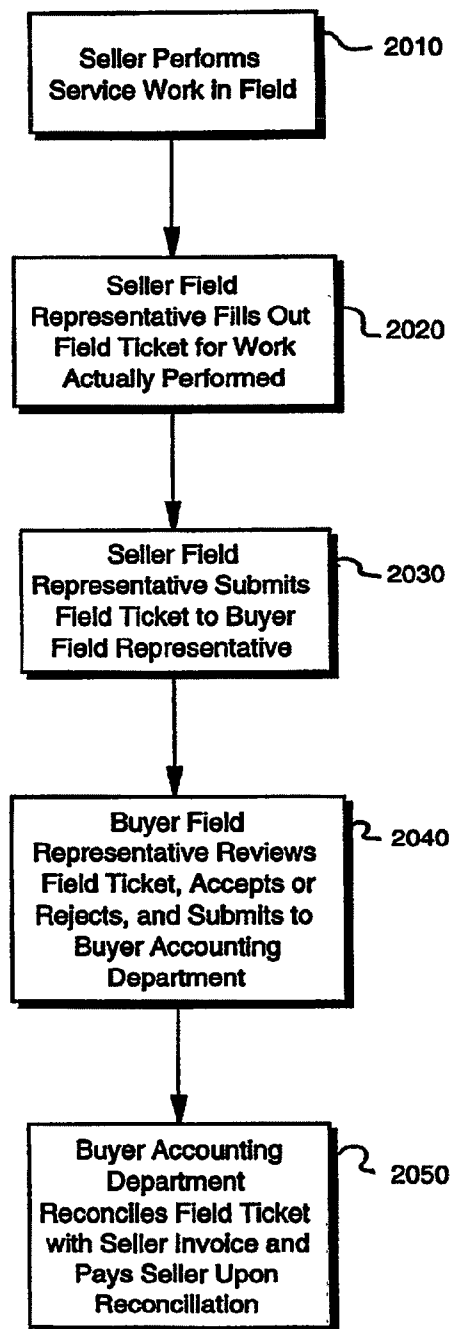 Seller Performs
Service Work in Field
2010
Seller Field
Representative Fills Out
Field Ticket for Work
Actually Performed
2020
Seller Field
Representative Submits
Field Ticket to Buyer
Field Representative
2030
Buyer Field
Representative Reviews
Field Ticket, Accepts or
Rejects, and Submits to
Buyer Accounting
Department
2040
Buyer Accounting
Department
Reconciles Field Ticket
with Seller Invoice and
Pays Seller Upon
Reconciliation
2050